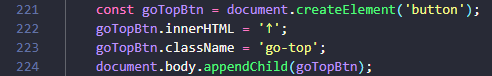 221 const goTopBtn = document.createElement('button');
222 goTopBtn.innerHTML = '↑';
223 goTopBtn.className = 'go-top';
224 document.body.appendChild(goTopBtn);